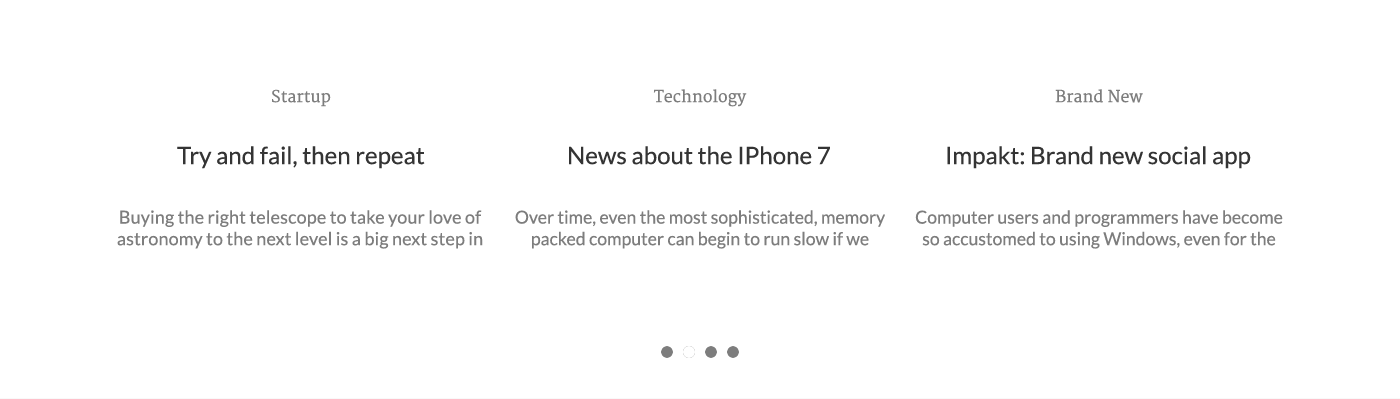 Startup
Try and fail, then repeat
Buying the right telescope to take your love of
astronomy to the next level is a big next step in
Technology
News about the IPhone 7
Over time, even the most sophisticated, memory
packed computer can begin to run slow if we
Brand New
Impakt: Brand new social app
Computer users and programmers have become
so accustomed to using Windows, even for the